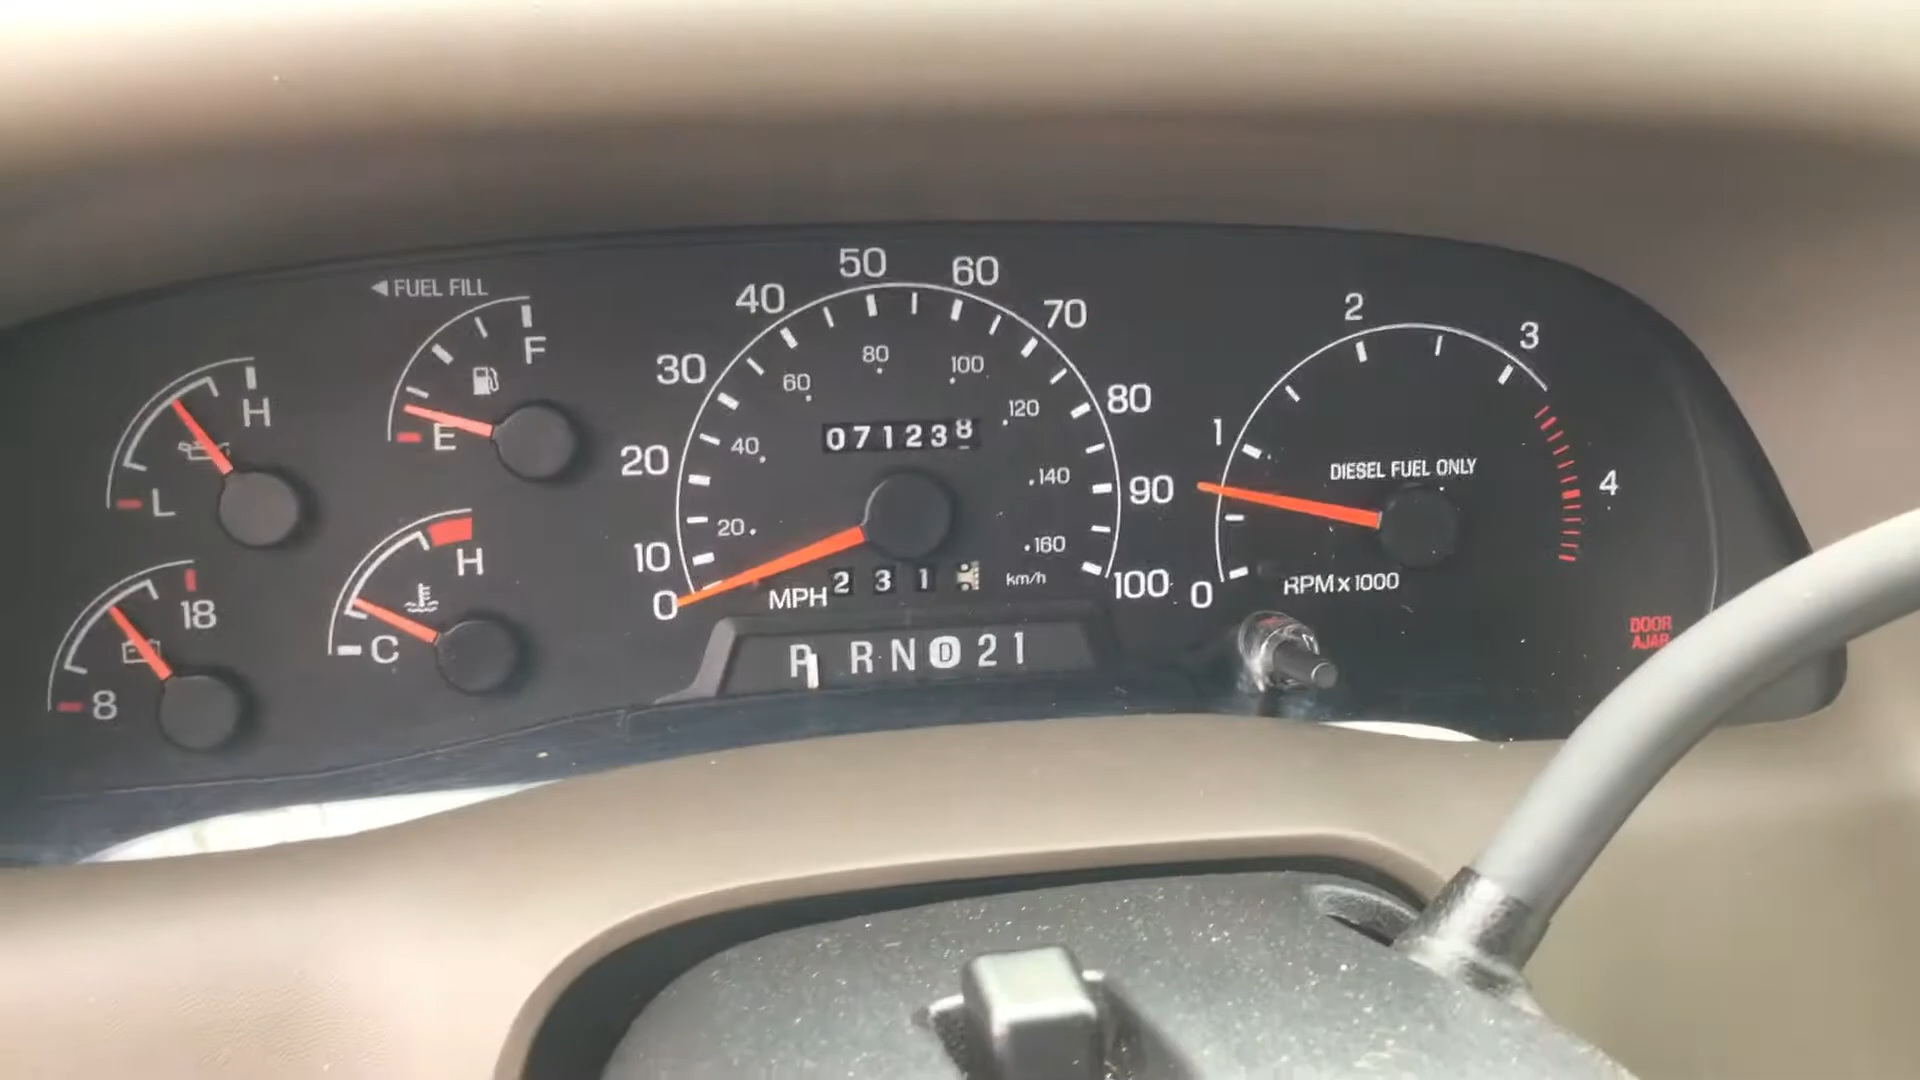 ◀ FUEL FILL
F
E
H
L
H
C
18
8
0
10
20
30
40
50
60
70
80
90
100
20
40
60
80
100
120
140
160
km/h
071238
MPH
231
P R N D 2 1
0
1
2
3
4
DIESEL FUEL ONLY
RPM x 1000
DOOR
AJAR